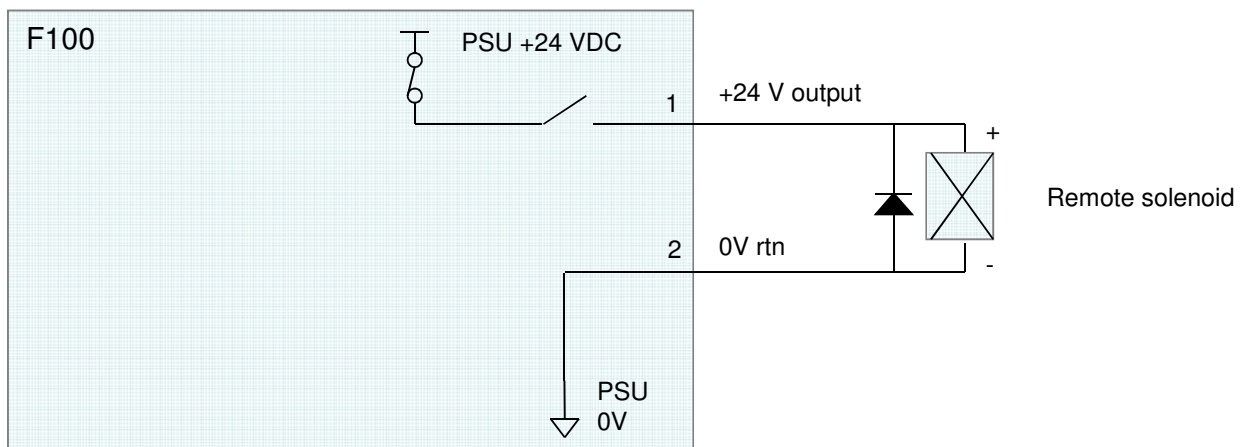 F100
PSU +24 VDC
1
+24 V output
+
Remote solenoid
2
0V rtn
-
PSU
0V